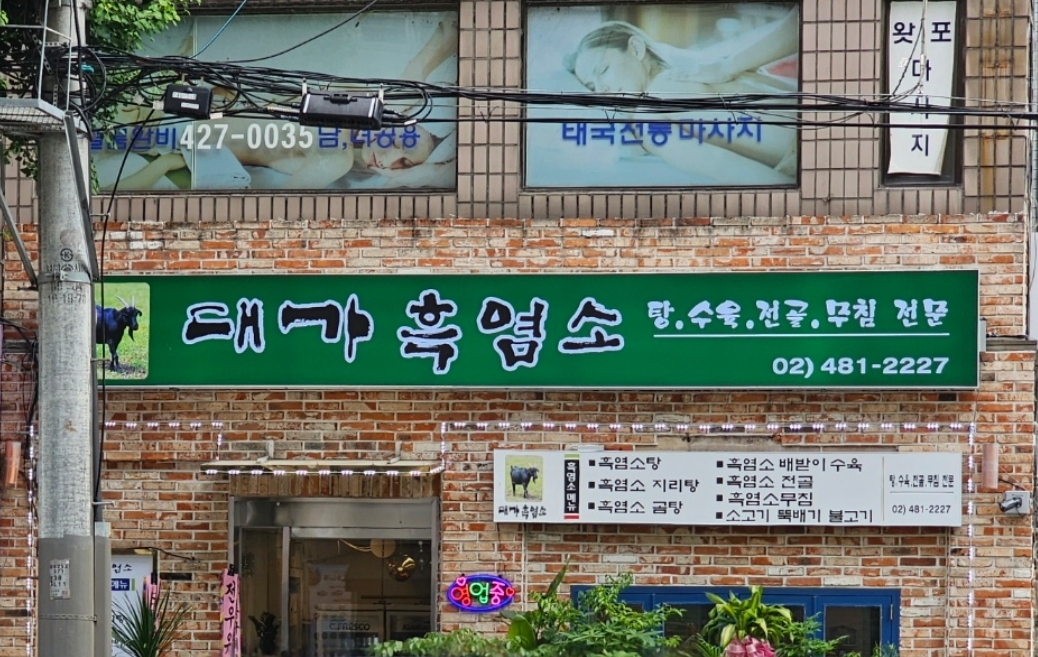 427-0035 남,여공용
태국전통 마사지
왓
포
마
사
지
대가 흑염소
탕.수육.전골.무침 전문
02) 481-2227
흑염소 메뉴
대가 흑염소
■흑염소탕
■흑염소 지리탕
■흑염소 곰탕
■흑염소 배받이 수육
■흑염소 전골
■흑염소무침
■소고기 뚝배기 불고기
탕.수육.전골.무침 전문
02) 481-2227
영업중